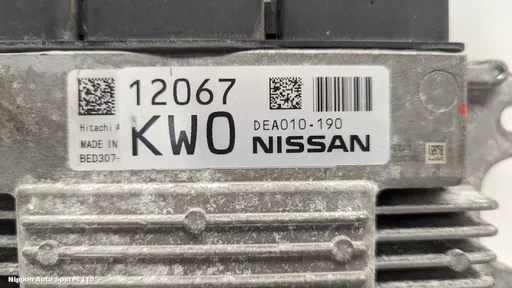 12067
Hitachi A
DEA010-190
MADE IN
KW0
NISSAN
BED307-
Nippon Auto Spares Ltd